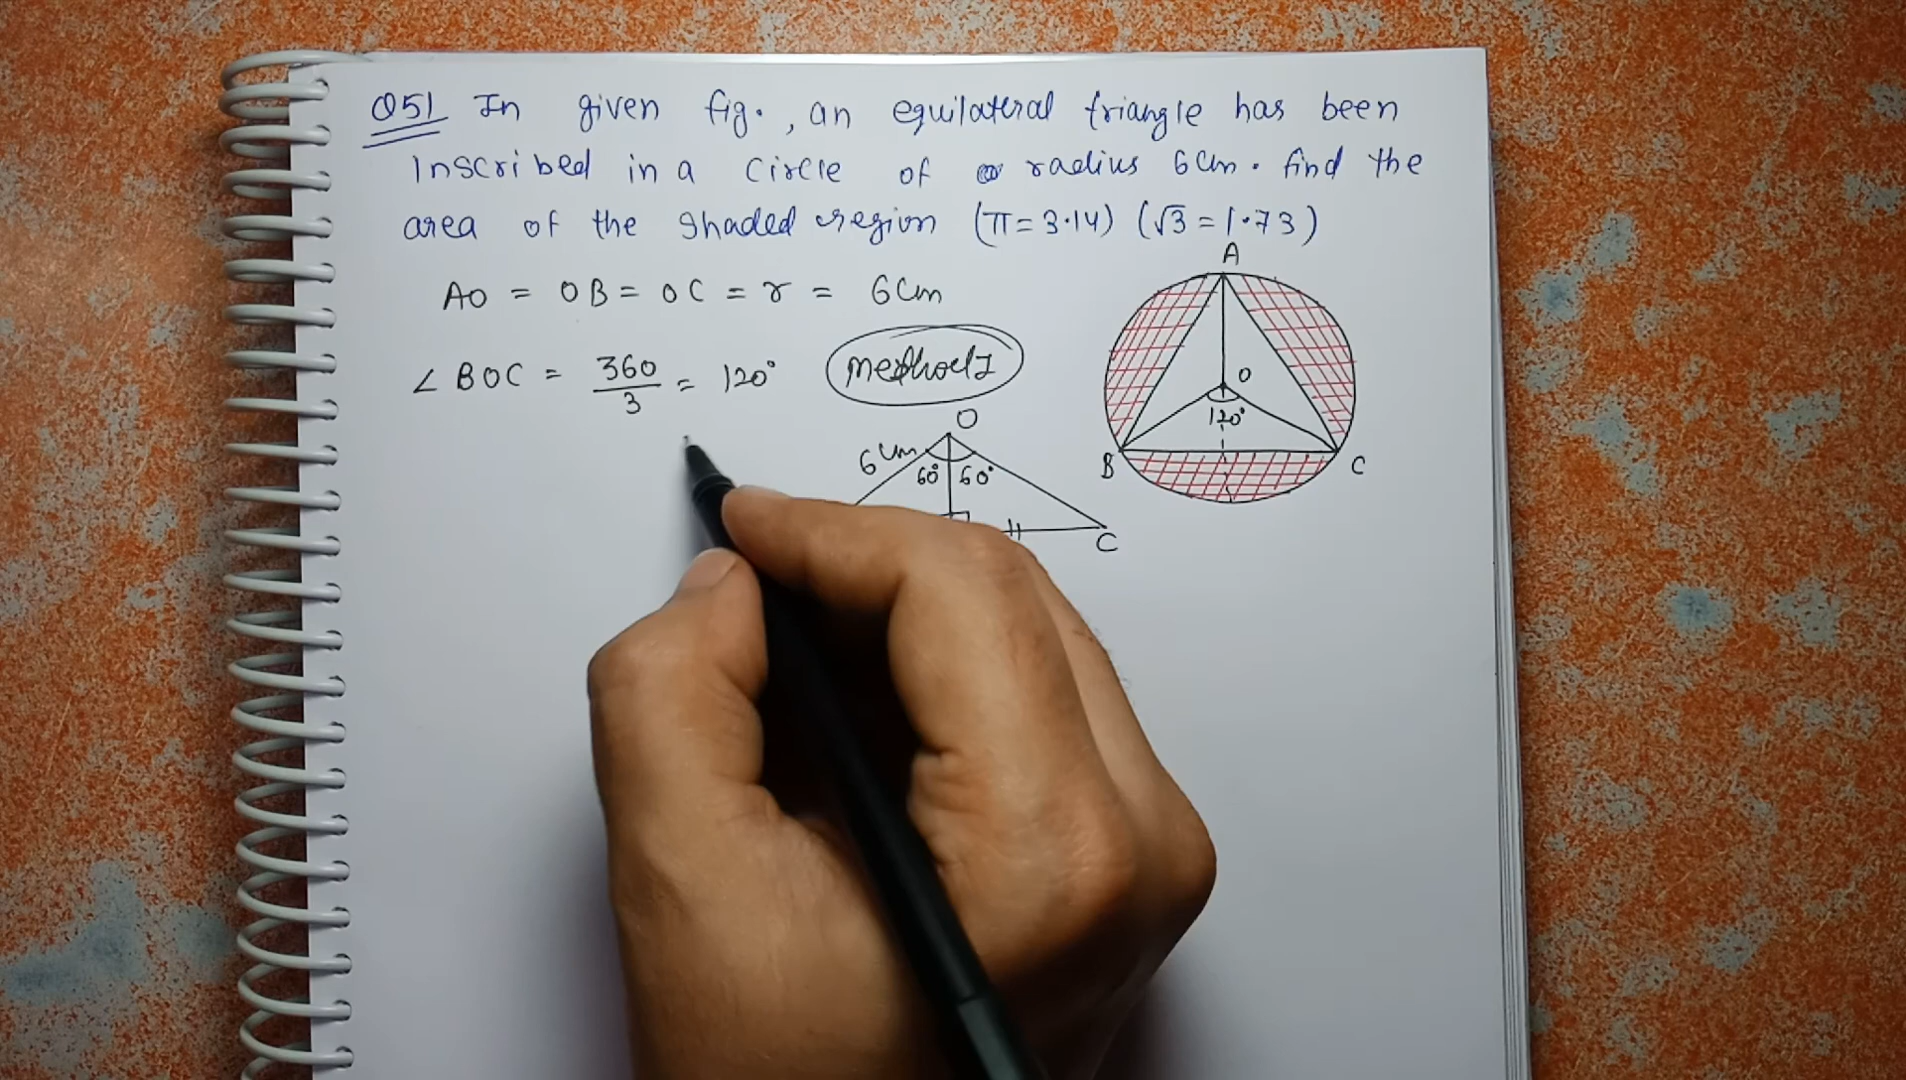 Q51 In given fig., an equilateral triangle has been
Inscribed in a circle of radius 6cm. find the
area of the shaded region (π = 3.14) (√3 = 1.73)
AO = OB = OC = r = 6cm
∠BOC = 360/3 = 120°
Method I
A
O
120°
B
C
O
6cm
60° 60°
C